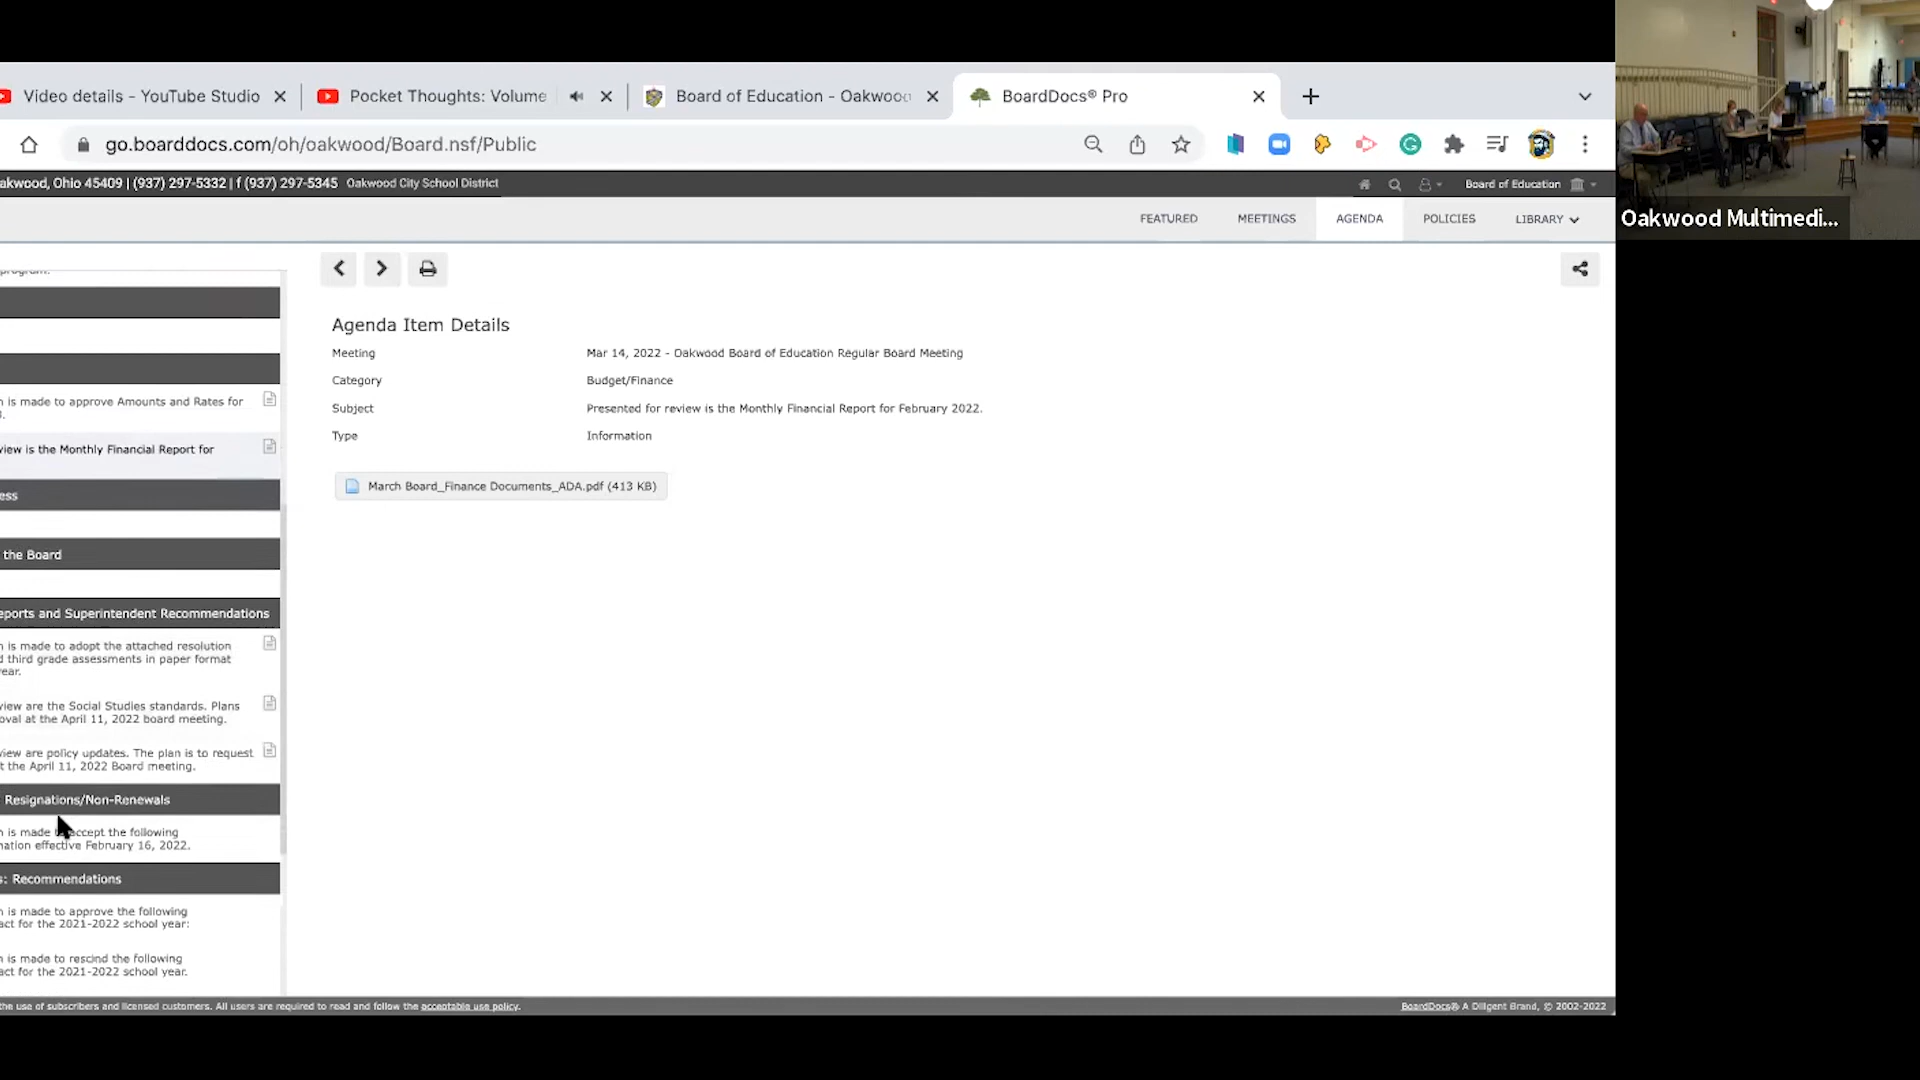 Video details - YouTube Studio
Pocket Thoughts: Volume
Board of Education - Oakwoo
BoardDocs® Pro
go.boarddocs.com/oh/oakwood/Board.nsf/Public
akwood, Ohio 45409 | (937) 297-5332 | f (937) 297-5345 Oakwood City School District
Board of Education
FEATURED MEETINGS AGENDA POLICIES LIBRARY
Oakwood Multimedi...
program.
n is made to approve Amounts and Rates for
view is the Monthly Financial Report for
ess
the Board
eports and Superintendent Recommendations
n is made to adopt the attached resolution
d third grade assessments in paper format
ear.
view are the Social Studies standards. Plans
oval at the April 11, 2022 board meeting.
view are policy updates. The plan is to request
t the April 11, 2022 Board meeting.
Resignations/Non-Renewals
n is made accept the following
nation effective February 16, 2022.
s: Recommendations
n is made to approve the following
act for the 2021-2022 school year:
n is made to rescind the following
act for the 2021-2022 school year.
Agenda Item Details
Meeting Mar 14, 2022 - Oakwood Board of Education Regular Board Meeting
Category Budget/Finance
Subject Presented for review is the Monthly Financial Report for February 2022.
Type Information
March Board_Finance Documents_ADA.pdf (413 KB)
the use of subscribers and licensed customers. All users are required to read and follow the acceptable use policy.
BoardDocs® A Diligent Brand, © 2002-2022